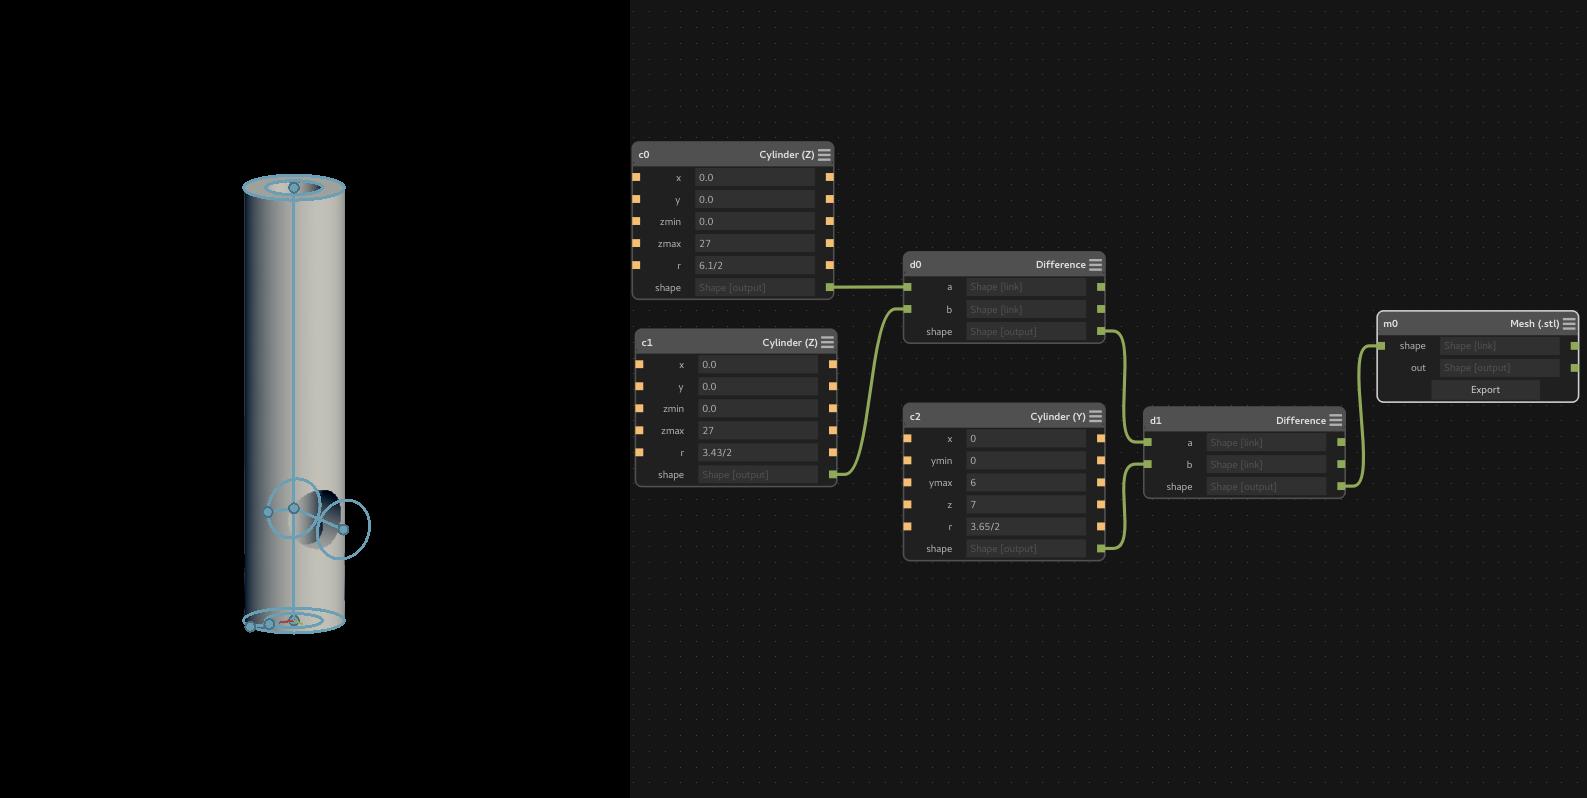 c0 Cylinder (Z)
x 0.0
y 0.0
zmin 0.0
zmax 27
r 6.1/2
shape Shape [output]
c1 Cylinder (Z)
x 0.0
y 0.0
zmin 0.0
zmax 27
r 3.43/2
shape Shape [output]
d0 Difference
a Shape [link]
b Shape [link]
shape Shape [output]
c2 Cylinder (Y)
x 0
ymin 0
ymax 6
z 7
r 3.65/2
shape Shape [output]
d1 Difference
a Shape [link]
b Shape [link]
shape Shape [output]
m0 Mesh (.stl)
shape Shape [link]
out Shape [output]
Export